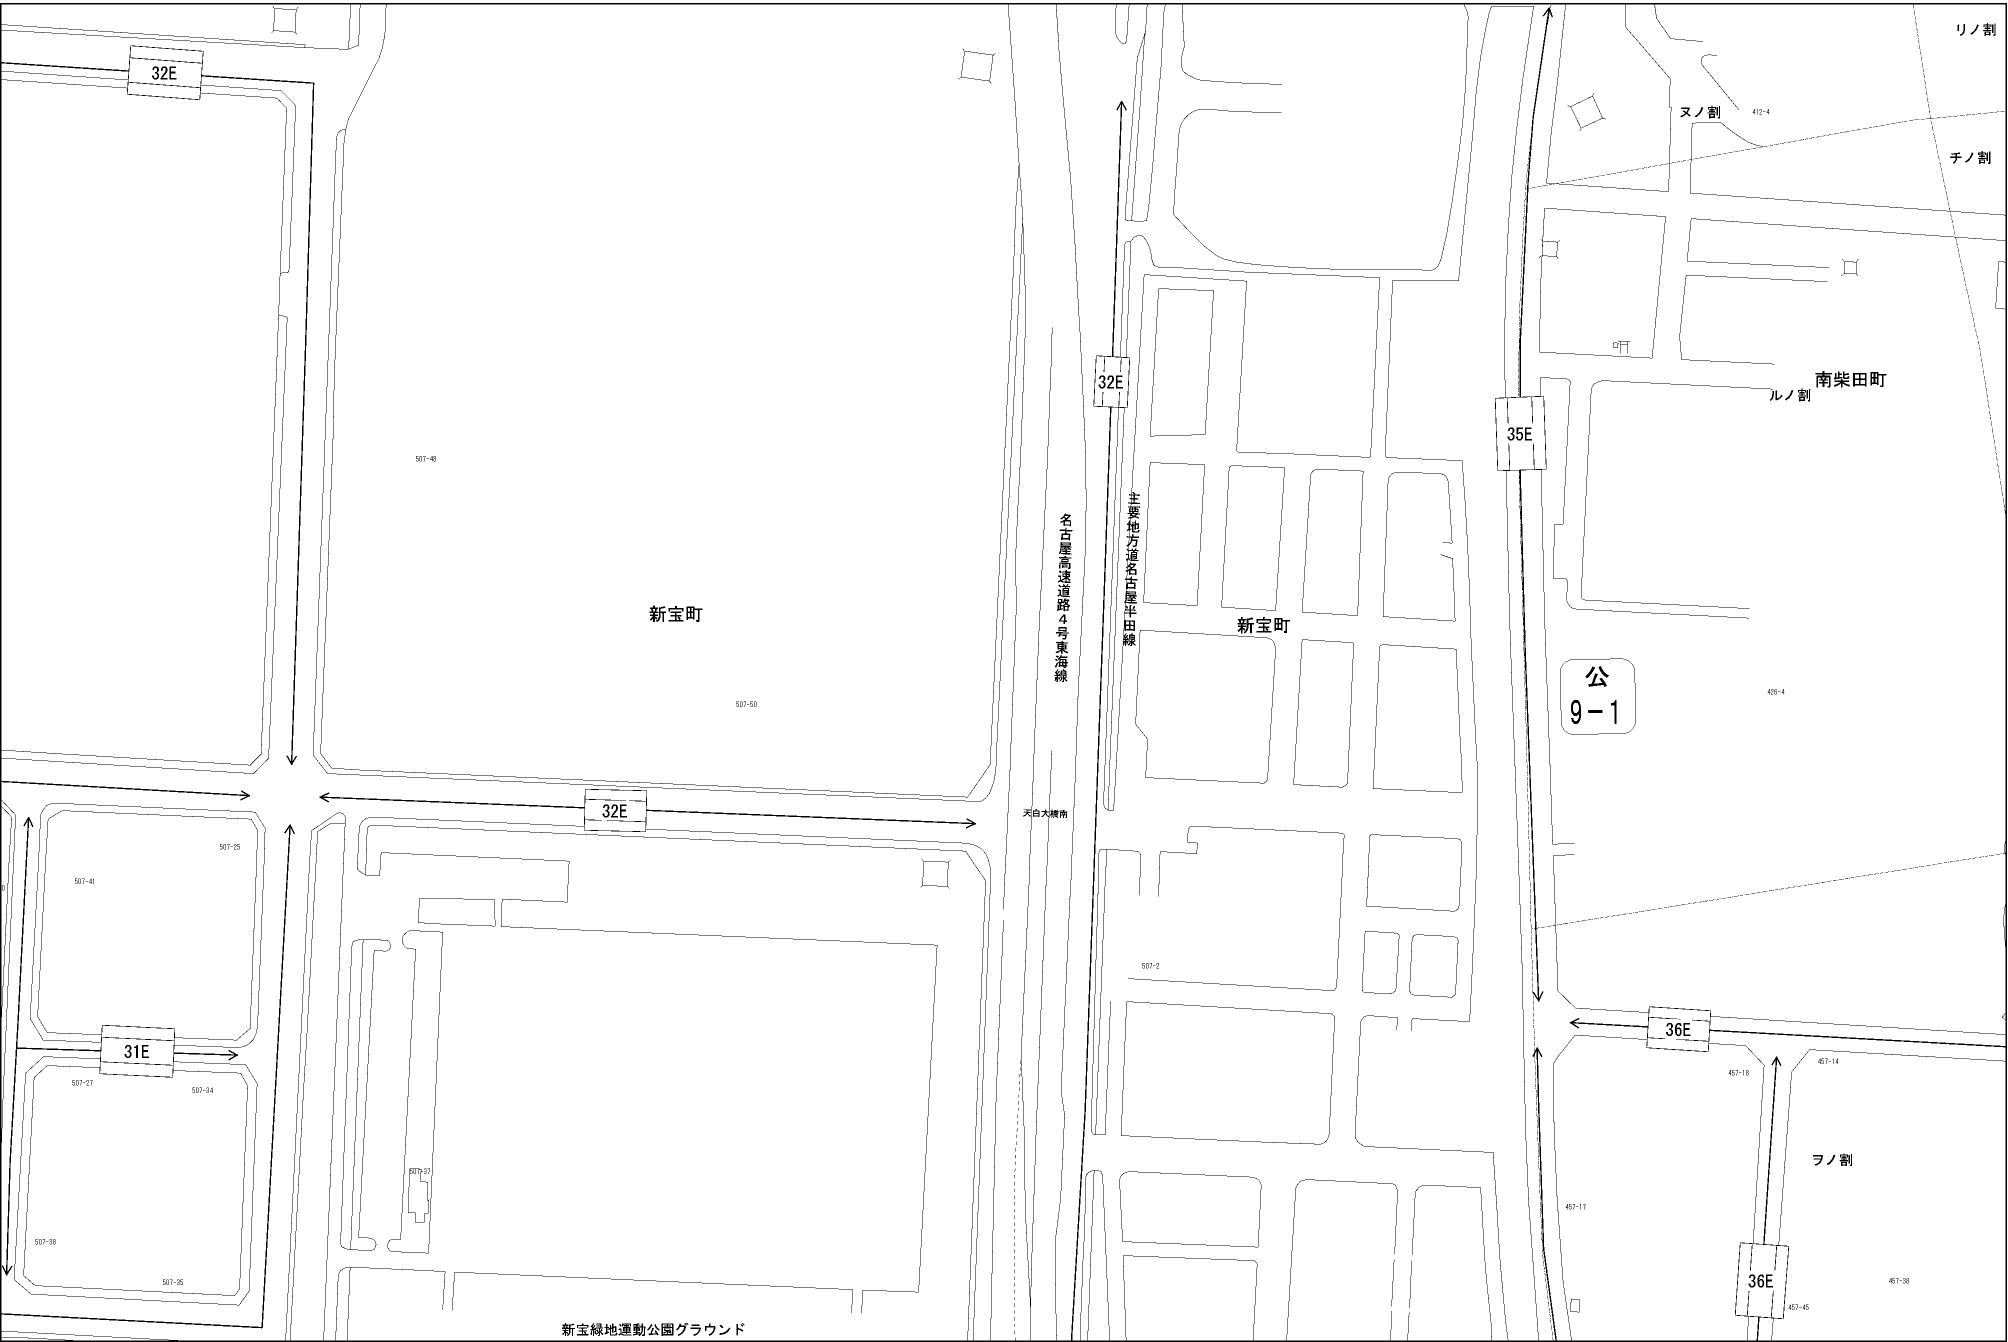 リノ割
32E
ヌノ割
412-4
チノ割
32E
南柴田町
ルノ割
35E
507-48
主要地方道名古屋半田線
名古屋高速道路４号東海線
新宝町
新宝町
公
9-1
426-4
507-50
32E
天白大橋南
507-25
507-41
507-2
36E
31E
457-14
457-18
507-27
507-34
ヲノ割
507-37
457-17
507-38
507-35
36E
457-38
457-45
新宝緑地運動公園グラウンド